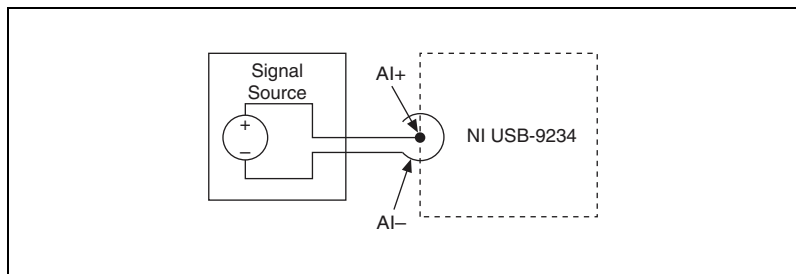 Signal
Source
+
–
AI+
NI USB-9234
AI–